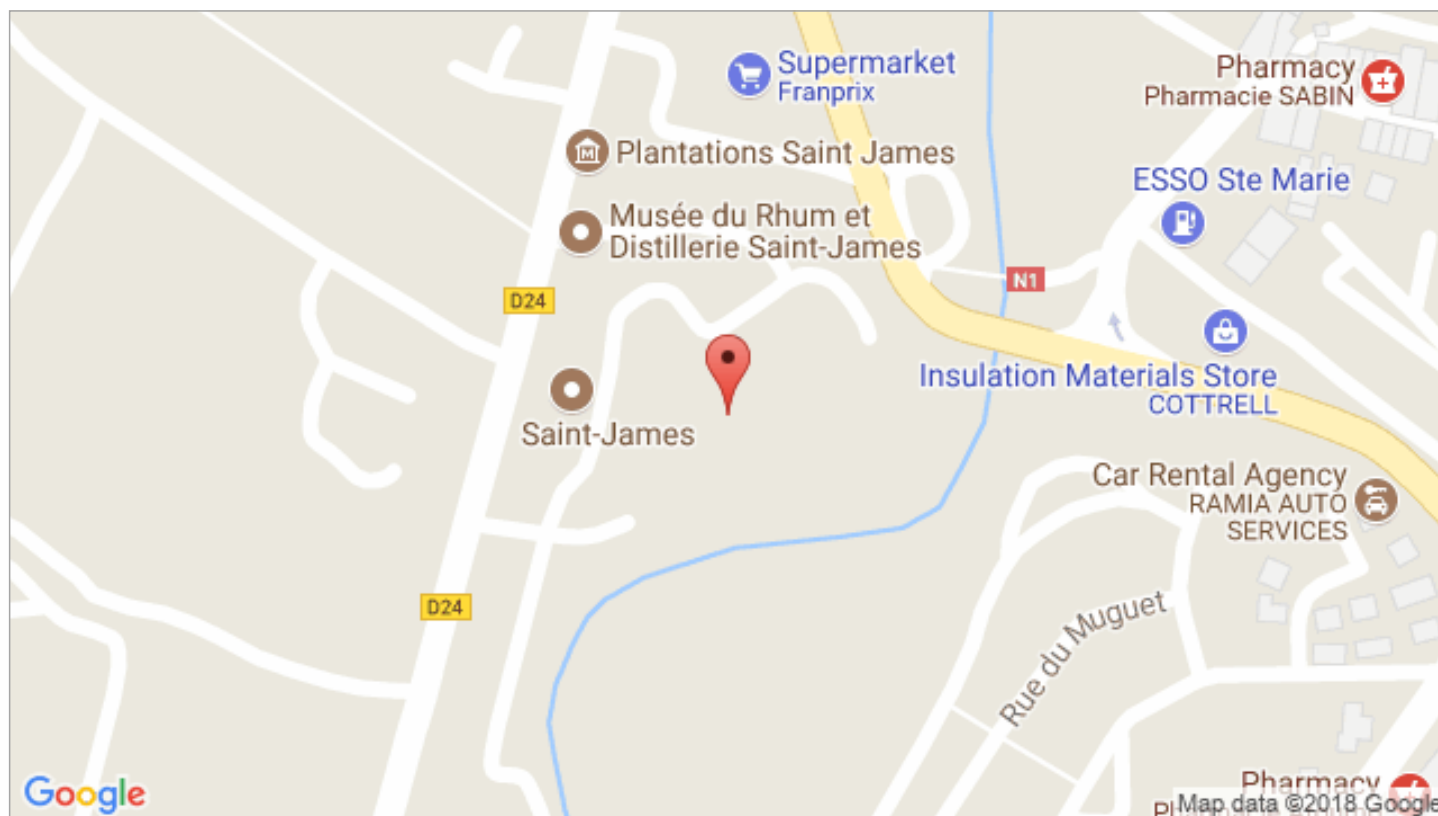 Supermarket
Franprix
Pharmacy
Pharmacie SABIN
Plantations Saint James
ESSO Ste Marie
Musée du Rhum et
Distillerie Saint-James
N1
D24
Insulation Materials Store
COTTRELL
Saint-James
Car Rental Agency
RAMIA AUTO
SERVICES
D24
Rue du Muguet
Google
Pharmacy
Map data ©2018 Google